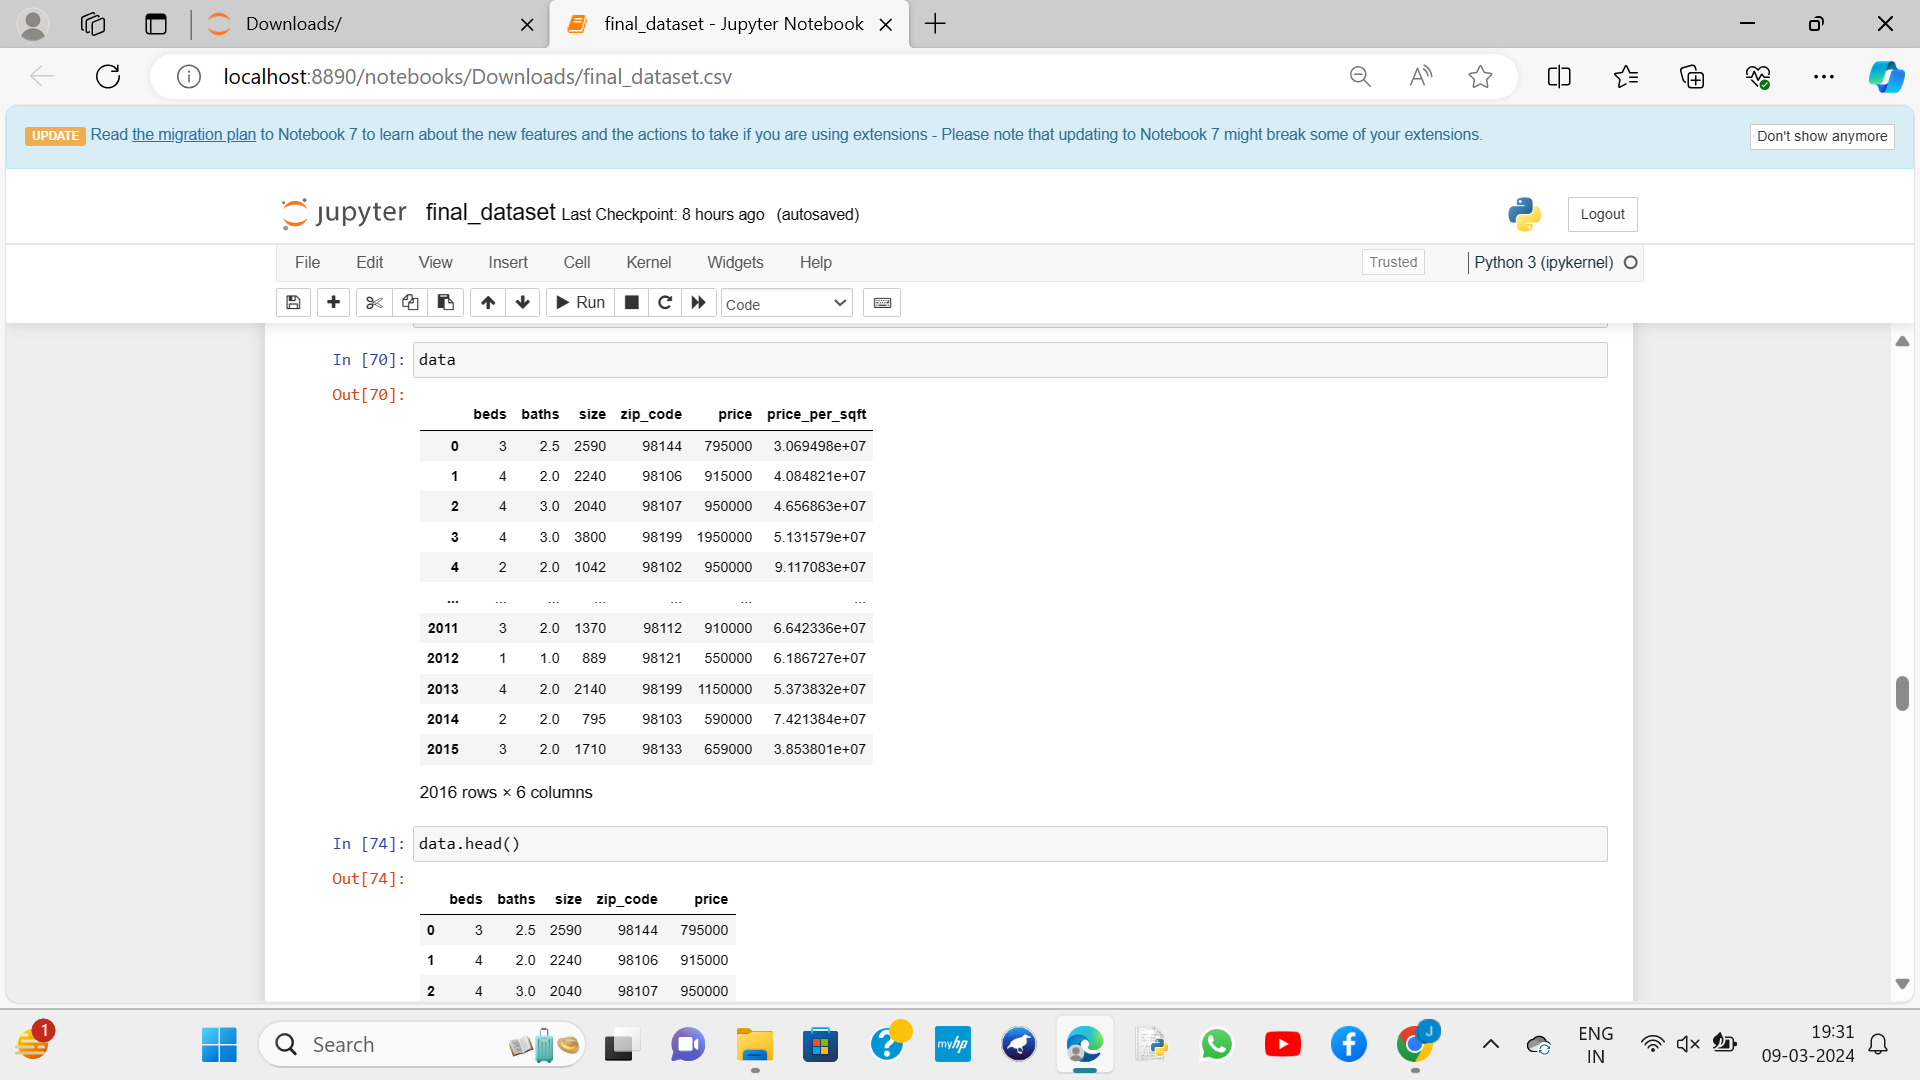 Downloads/
final_dataset - Jupyter Notebook
localhost:8890/notebooks/Downloads/final_dataset.csv
UPDATE Read the migration plan to Notebook 7 to learn about the new features and the actions to take if you are using extensions - Please note that updating to Notebook 7 might break some of your extensions.
Don't show anymore
jupyter final_dataset Last Checkpoint: 8 hours ago (autosaved)
Logout
File Edit View Insert Cell Kernel Widgets Help
Trusted
Python 3 (ipykernel)
Run
Code
In [70]: data
Out[70]:
beds baths size zip_code price price_per_sqft
0 3 2.5 2590 98144 795000 3.069498e+07
1 4 2.0 2240 98106 915000 4.084821e+07
2 4 3.0 2040 98107 950000 4.656863e+07
3 4 3.0 3800 98199 1950000 5.131579e+07
4 2 2.0 1042 98102 950000 9.117083e+07
... ... ... ... ... ... ...
2011 3 2.0 1370 98112 910000 6.642336e+07
2012 1 1.0 889 98121 550000 6.186727e+07
2013 4 2.0 2140 98199 1150000 5.373832e+07
2014 2 2.0 795 98103 590000 7.421384e+07
2015 3 2.0 1710 98133 659000 3.853801e+07
2016 rows × 6 columns
In [74]: data.head()
Out[74]:
beds baths size zip_code price
0 3 2.5 2590 98144 795000
1 4 2.0 2240 98106 915000
2 4 3.0 2040 98107 950000
1
Search
myhp
J
ENG
IN
19:31
09-03-2024